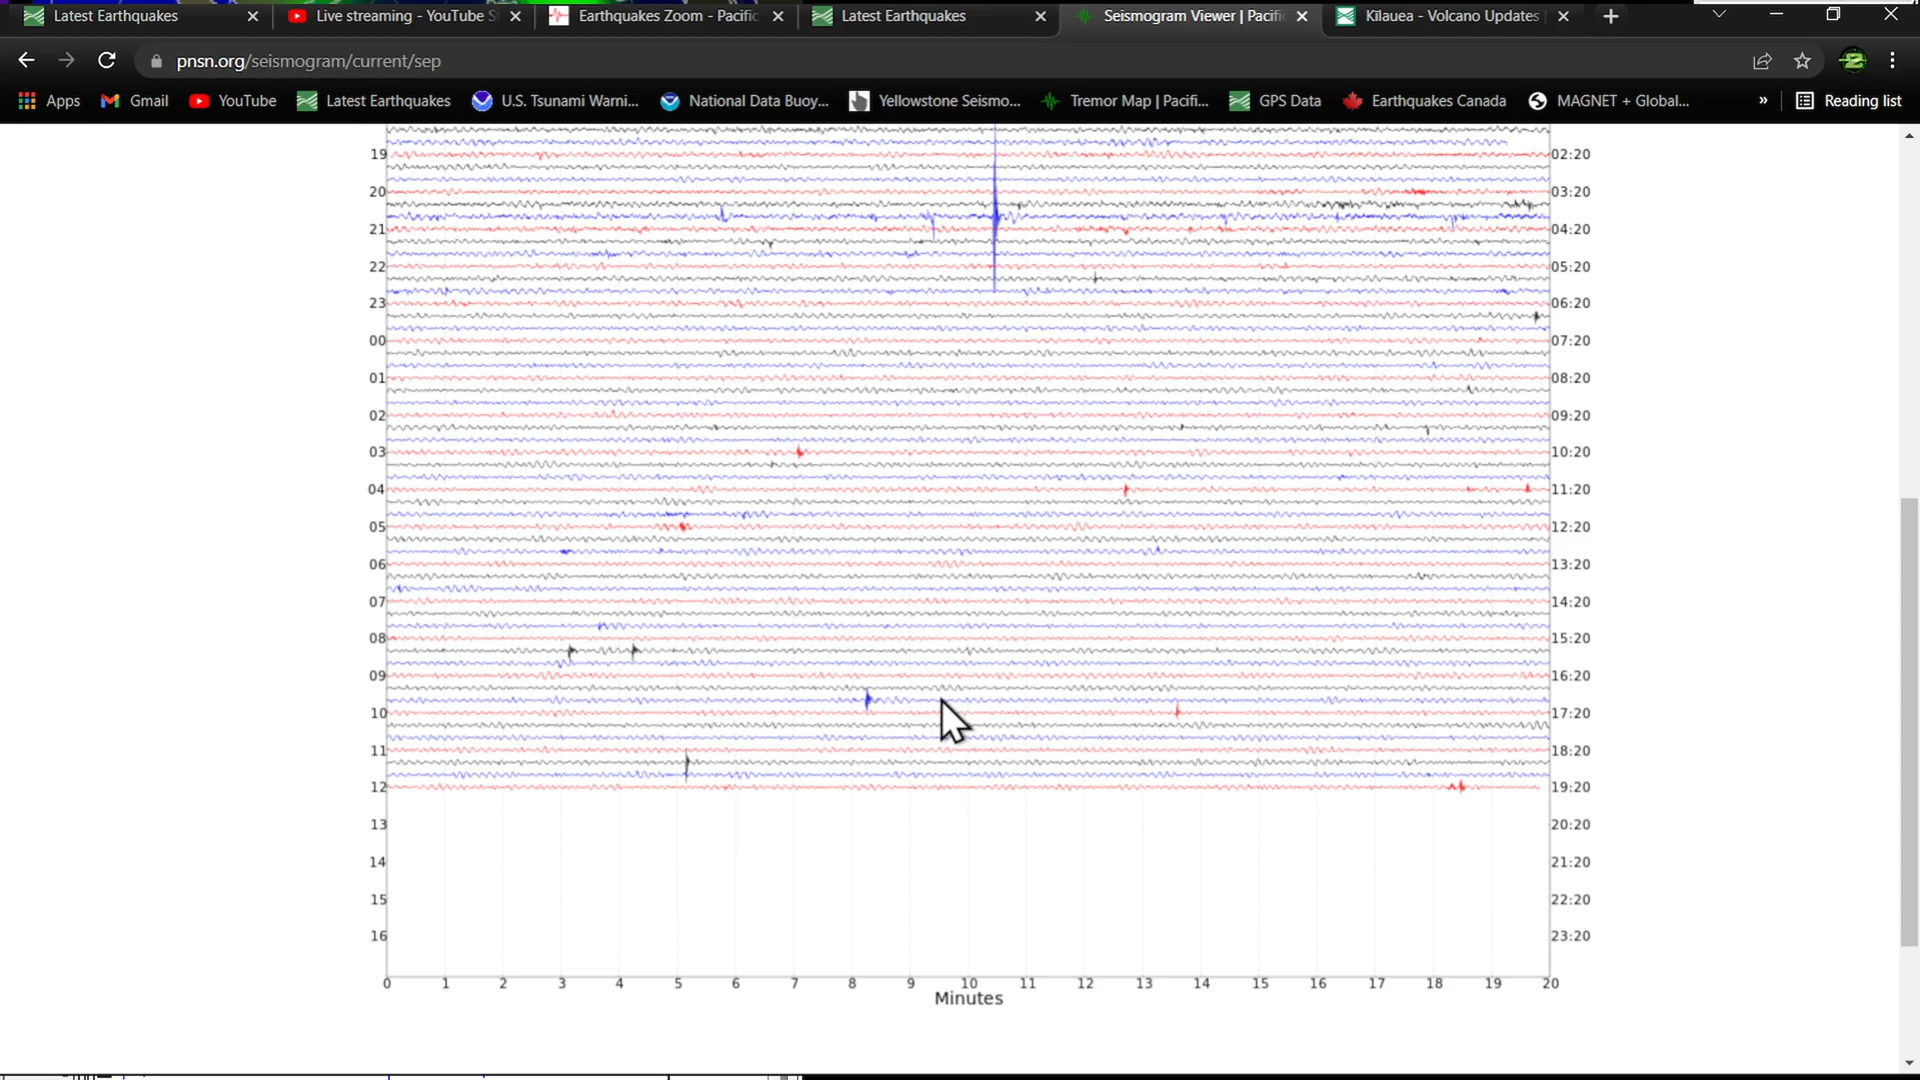 Latest Earthquakes
Live streaming - YouTube S
Earthquakes Zoom - Pacific
Latest Earthquakes
Seismogram Viewer | Pacifi
Kīlauea - Volcano Updates
pnsn.org/seismogram/current/sep
Apps
Gmail
YouTube
Latest Earthquakes
U.S. Tsunami Warni...
National Data Buoy...
Yellowstone Seismo...
Tremor Map | Pacifi...
GPS Data
Earthquakes Canada
MAGNET + Global...
»
Reading list
19 02:20
20 03:20
21 04:20
22 05:20
23 06:20
00 07:20
01 08:20
02 09:20
03 10:20
04 11:20
05 12:20
06 13:20
07 14:20
08 15:20
09 16:20
10 17:20
11 18:20
12 19:20
13 20:20
14 21:20
15 22:20
16 23:20
0 1 2 3 4 5 6 7 8 9 10 11 12 13 14 15 16 17 18 19 20
Minutes